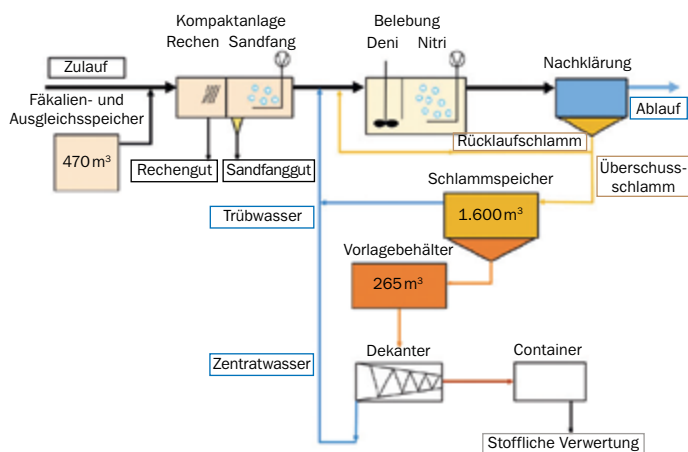 Kompaktanlage
Rechen Sandfang
Belebung
Deni Nitri
Nachklärung
Zulauf
Fäkalien- und
Ausgleichsspeicher
470 m³
Rechengut
Sandfanggut
Ablauf
Rücklaufschlamm
Überschuss-
schlamm
Schlammspeicher
1.600 m³
Trübwasser
Vorlagebehälter
265 m³
Zentratwasser
Dekanter
Container
Stoffliche Verwertung